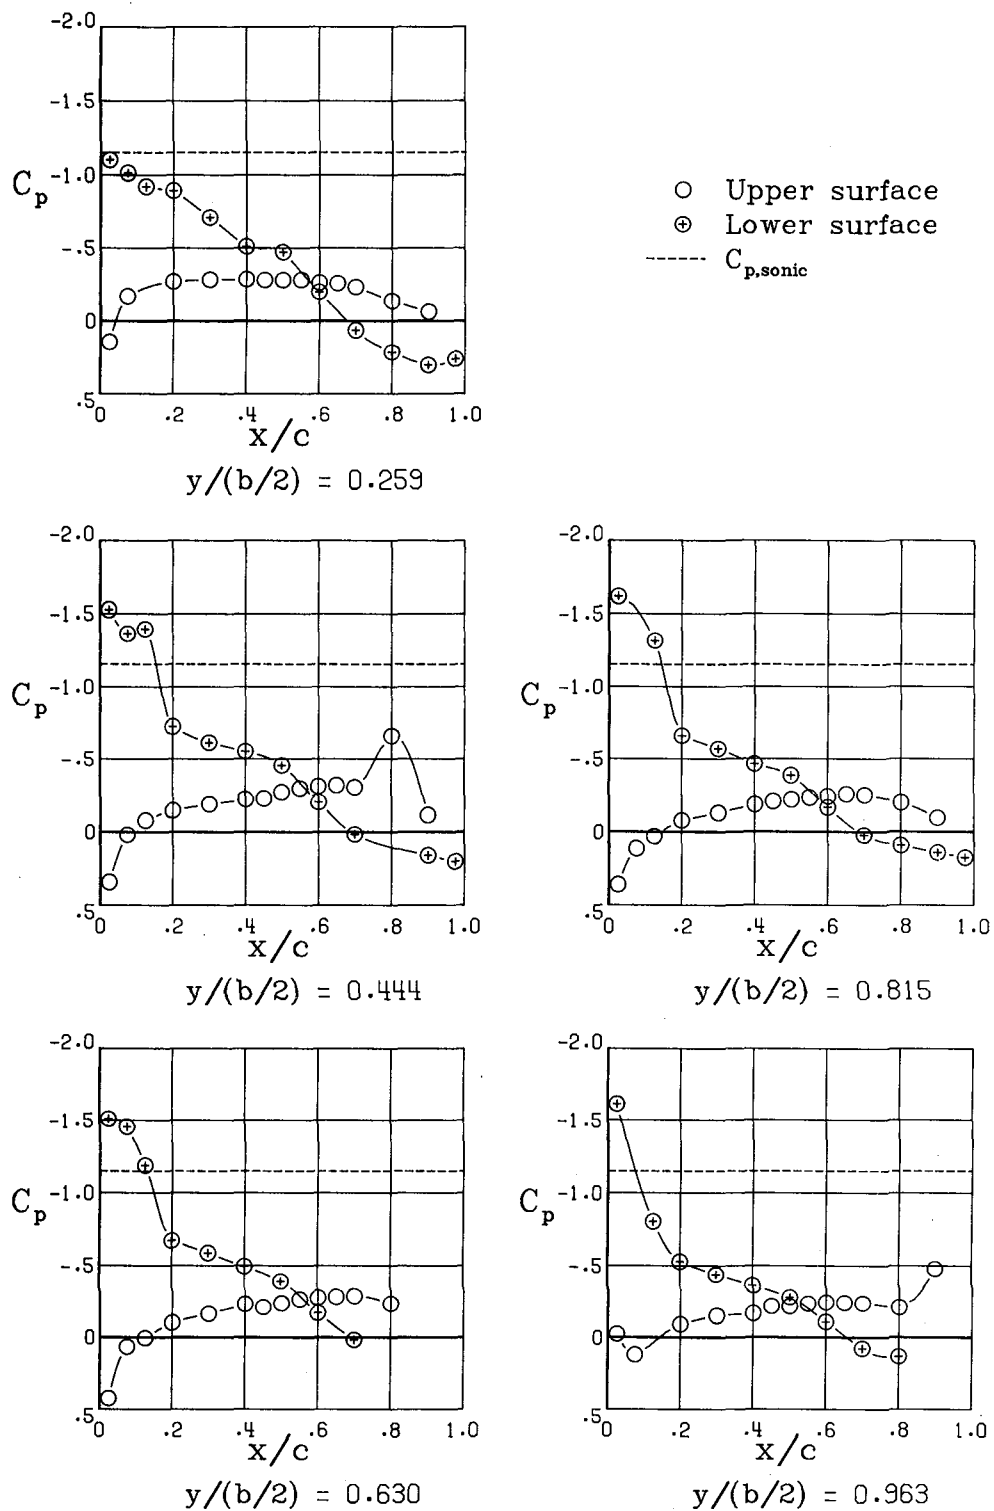 -2.0
-1.5
-1.0
-.5
0
.5
C_p
0 .2 .4 .6 .8 1.0
x/c
y/(b/2) = 0.259
○ Upper surface
⊕ Lower surface
------ C_p,sonic
-2.0
-1.5
-1.0
-.5
0
.5
C_p
0 .2 .4 .6 .8 1.0
x/c
y/(b/2) = 0.444
-2.0
-1.5
-1.0
-.5
0
.5
C_p
0 .2 .4 .6 .8 1.0
x/c
y/(b/2) = 0.815
-2.0
-1.5
-1.0
-.5
0
.5
C_p
0 .2 .4 .6 .8 1.0
x/c
y/(b/2) = 0.630
-2.0
-1.5
-1.0
-.5
0
.5
C_p
0 .2 .4 .6 .8 1.0
x/c
y/(b/2) = 0.963